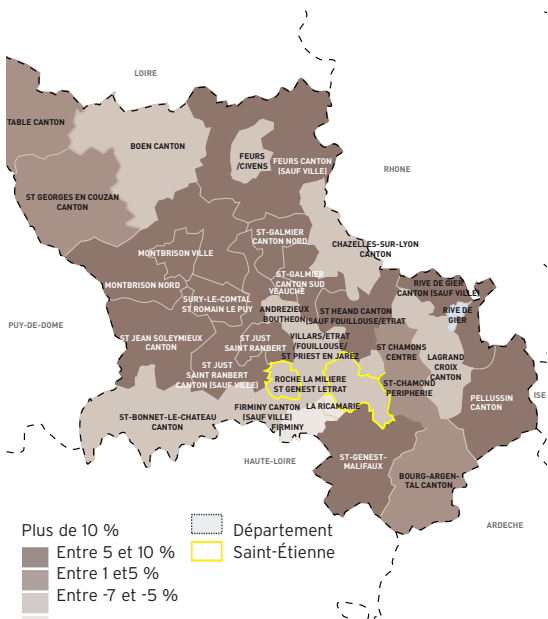 LOIRE
TABLE CANTON
BOEN CANTON
FEURS
/CIVENS
FEURS CANTON
(SAUF VILLE)
RHONE
ST GEORGES EN COUZAN
CANTON
ST-GALMIER
CANTON NORD
CHAZELLES-SUR-LYON
CANTON
MONTBRISON VILLE
ST-GALMIER
CANTON SUD
VEAUCHE
MONTBRISON NORD
SURY-LE-COMTAL
ST ROMAIN LE PUY
ANDREZIEUX
BOUTHEON
ST HEAND CANTON
(SAUF FOUILLOUSE/ETRAT
RIVE DE GIER
CANTON (SAUF VILLE)
RIVE DE
GIER
PUY-DE-DOME
ST JEAN SOLEYMIEUX
CANTON
ST JUST
SAINT RANBERT
VILLARS/ETRAT
/FOUILLOUSE/
ST PRIEST EN JAREZ
ST CHAMONS
CENTRE
LAGRAND
CROIX
CANTON
ST JUST
SAINT RANBERT
CANTON (SAUF VILLE)
ROCHE LA MILIERE
ST GENEST LETRAT
ST-CHAMOND
PERIPHERIE
PELLUSSIN
CANTON
ISE
ST-BONNET-LE-CHATEAU
CANTON
FIRMINY CANTON
(SAUF VILLE)
FIRMINY
LA RICAMARIE
HAUTE-LOIRE
ST-GENEST-
MALIFAUX
BOURG-ARGEN-
TAL CANTON
ARDECHE
Plus de 10 %
Entre 5 et 10 %
Entre 1 et5 %
Entre -7 et -5 %
Département
Saint-Étienne